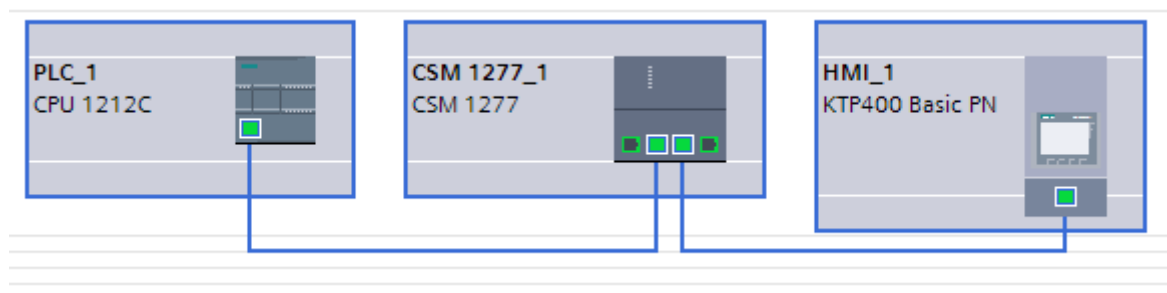 PLC_1
CPU 1212C
CSM 1277_1
CSM 1277
HMI_1
KTP400 Basic PN